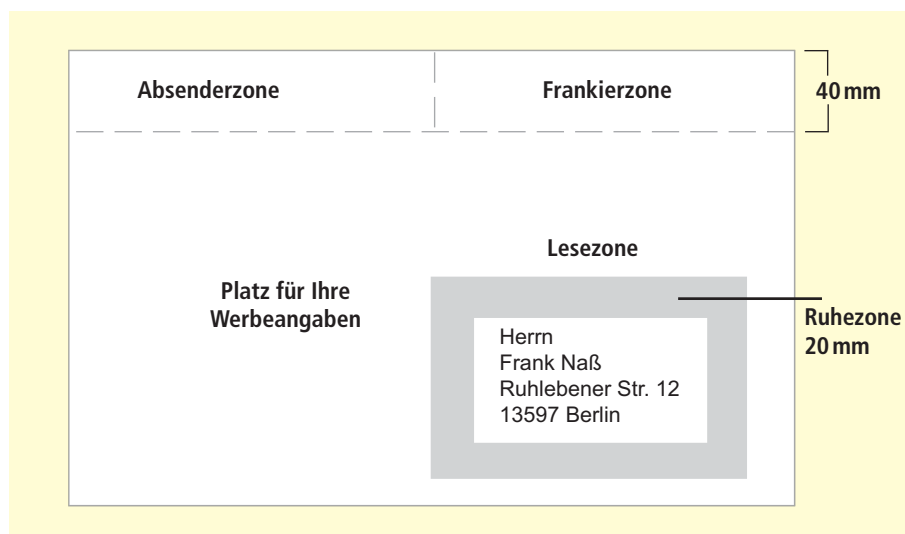 Absenderzone
Frankierzone
40 mm
Lesezone
Platz für Ihre
Werbeangaben
Ruhezone
20 mm
Herrn
Frank Naß
Ruhlebener Str. 12
13597 Berlin